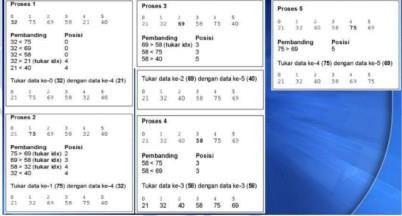 Proses 1
0 1 2 3 4 5
32 75 69 58 21 40
Pembanding Posisi
32 < 75 0
32 < 69 0
32 < 58 0
32 > 21 (tukar idx) 4
21 < 40 4
Tukar data ke-0 (32) dengan data ke-4 (21)
0 1 2 3 4 5
21 75 69 58 32 40
Proses 2
0 1 2 3 4 5
21 75 69 58 32 40
Pembanding Posisi
75 > 69 (tukar idx) 2
69 > 58 (tukar idx) 3
58 > 32 (tukar idx) 4
32 < 40 4
Tukar data ke-1 (75) dengan data ke-4 (32)
0 1 2 3 4 5
21 32 69 58 75 40
Proses 3
0 1 2 3 4 5
21 32 69 58 75 40
Pembanding Posisi
69 > 58 (tukar idx) 3
58 < 75 3
58 > 40 5
Tukar data ke-2 (69) dengan data ke-5 (40)
0 1 2 3 4 5
21 32 40 58 75 69
Proses 4
0 1 2 3 4 5
21 32 40 58 75 69
Pembanding Posisi
58 < 75 3
58 < 69 3
Tukar data ke-3 (58) dengan data ke-3 (58)
0 1 2 3 4 5
21 32 40 58 75 69
Proses 5
0 1 2 3 4 5
21 32 40 58 75 69
Pembanding Posisi
75 > 69 5
Tukar data ke-4 (75) dengan data ke-5 (69)
0 1 2 3 4 5
21 32 40 58 69 75